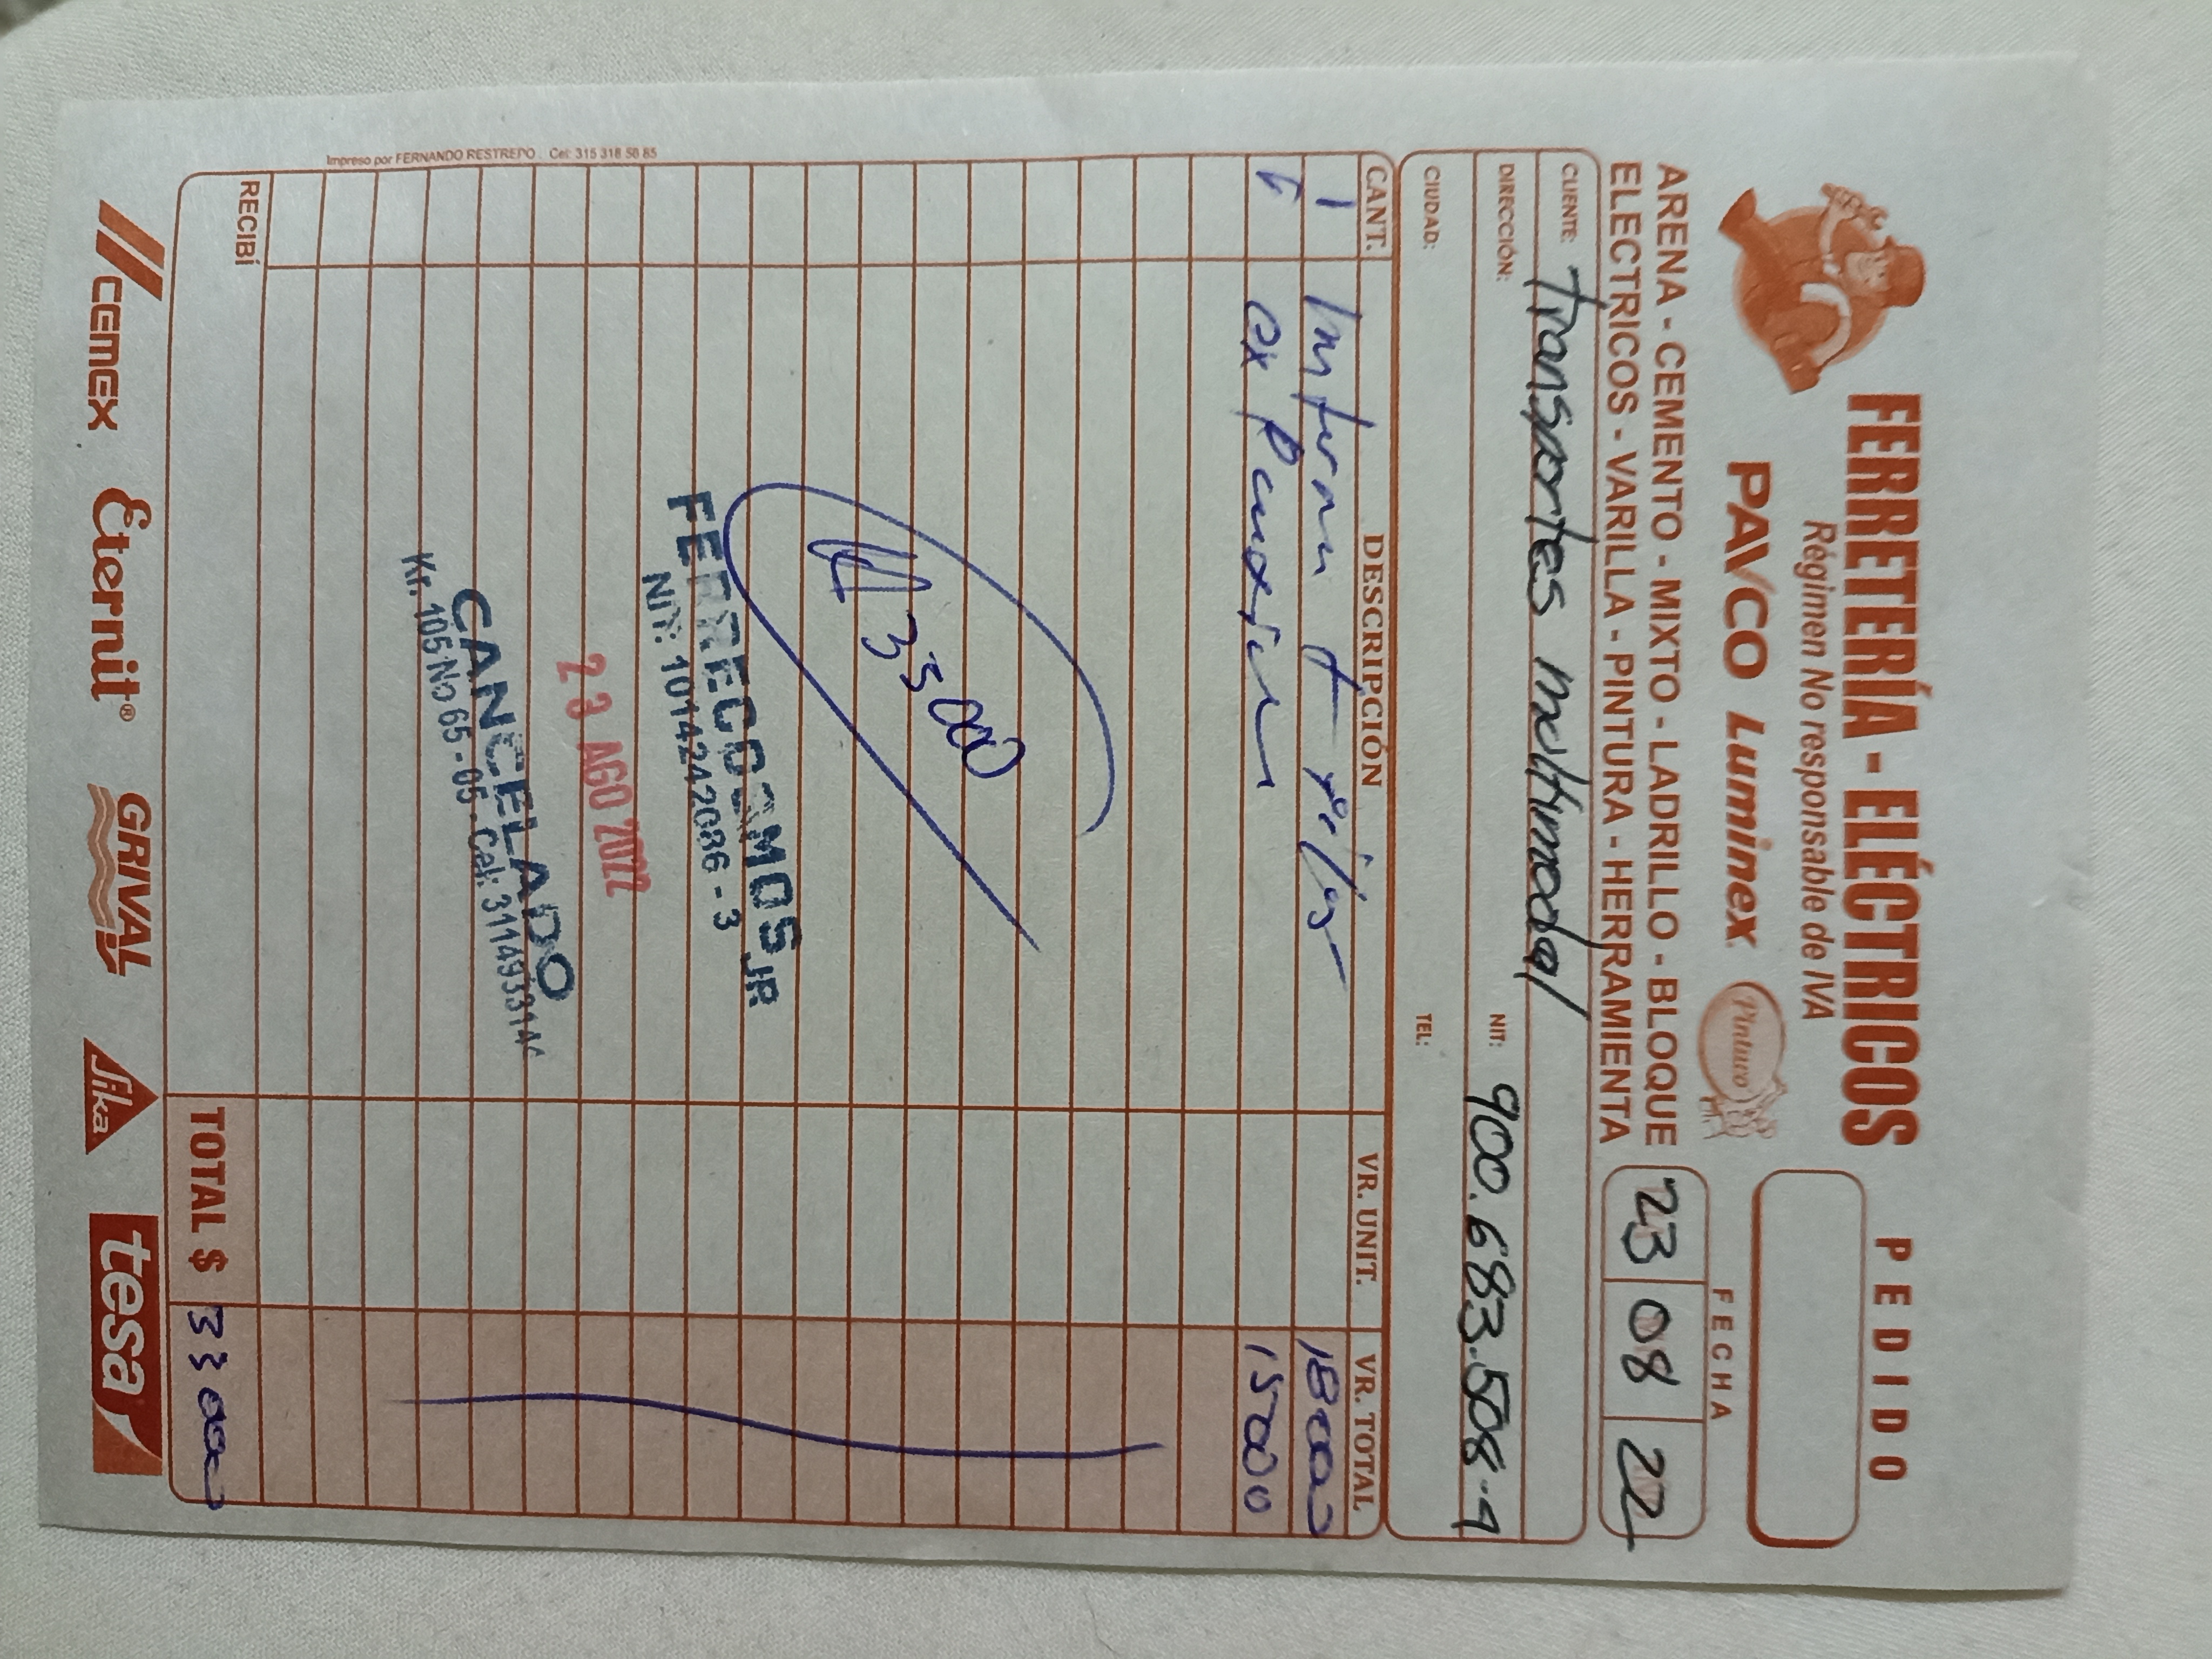 FERRETERÍA - ELÉCTRICOS
Régimen No responsable de IVA
PEDIDO
PAVCO Luminex Pintuco
FECHA
ARENA - CEMENTO - MIXTO - LADRILLO - BLOQUE
ELECTRICOS - VARILLA - PINTURA - HERRAMIENTA
23 08 22
CLIENTE: Transportes multimodal
DIRECCIÓN: NIT: 900.683.508-9
CIUDAD: TEL:
CANT. DESCRIPCIÓN VR. UNIT. VR. TOTAL
1 18000
15000
33000
FERRECOSMOS JR
NIT: 1014242086 - 3
23 AGO 2022
CANCELADO
Kr. 105 No 65 - 05 - Cel: 311493314
RECIBÍ
TOTAL $ 33000
Impreso por FERNANDO RESTREPO . Cel: 315 318 58 85
CEMEX Eternit® GRIVAL Sika tesa